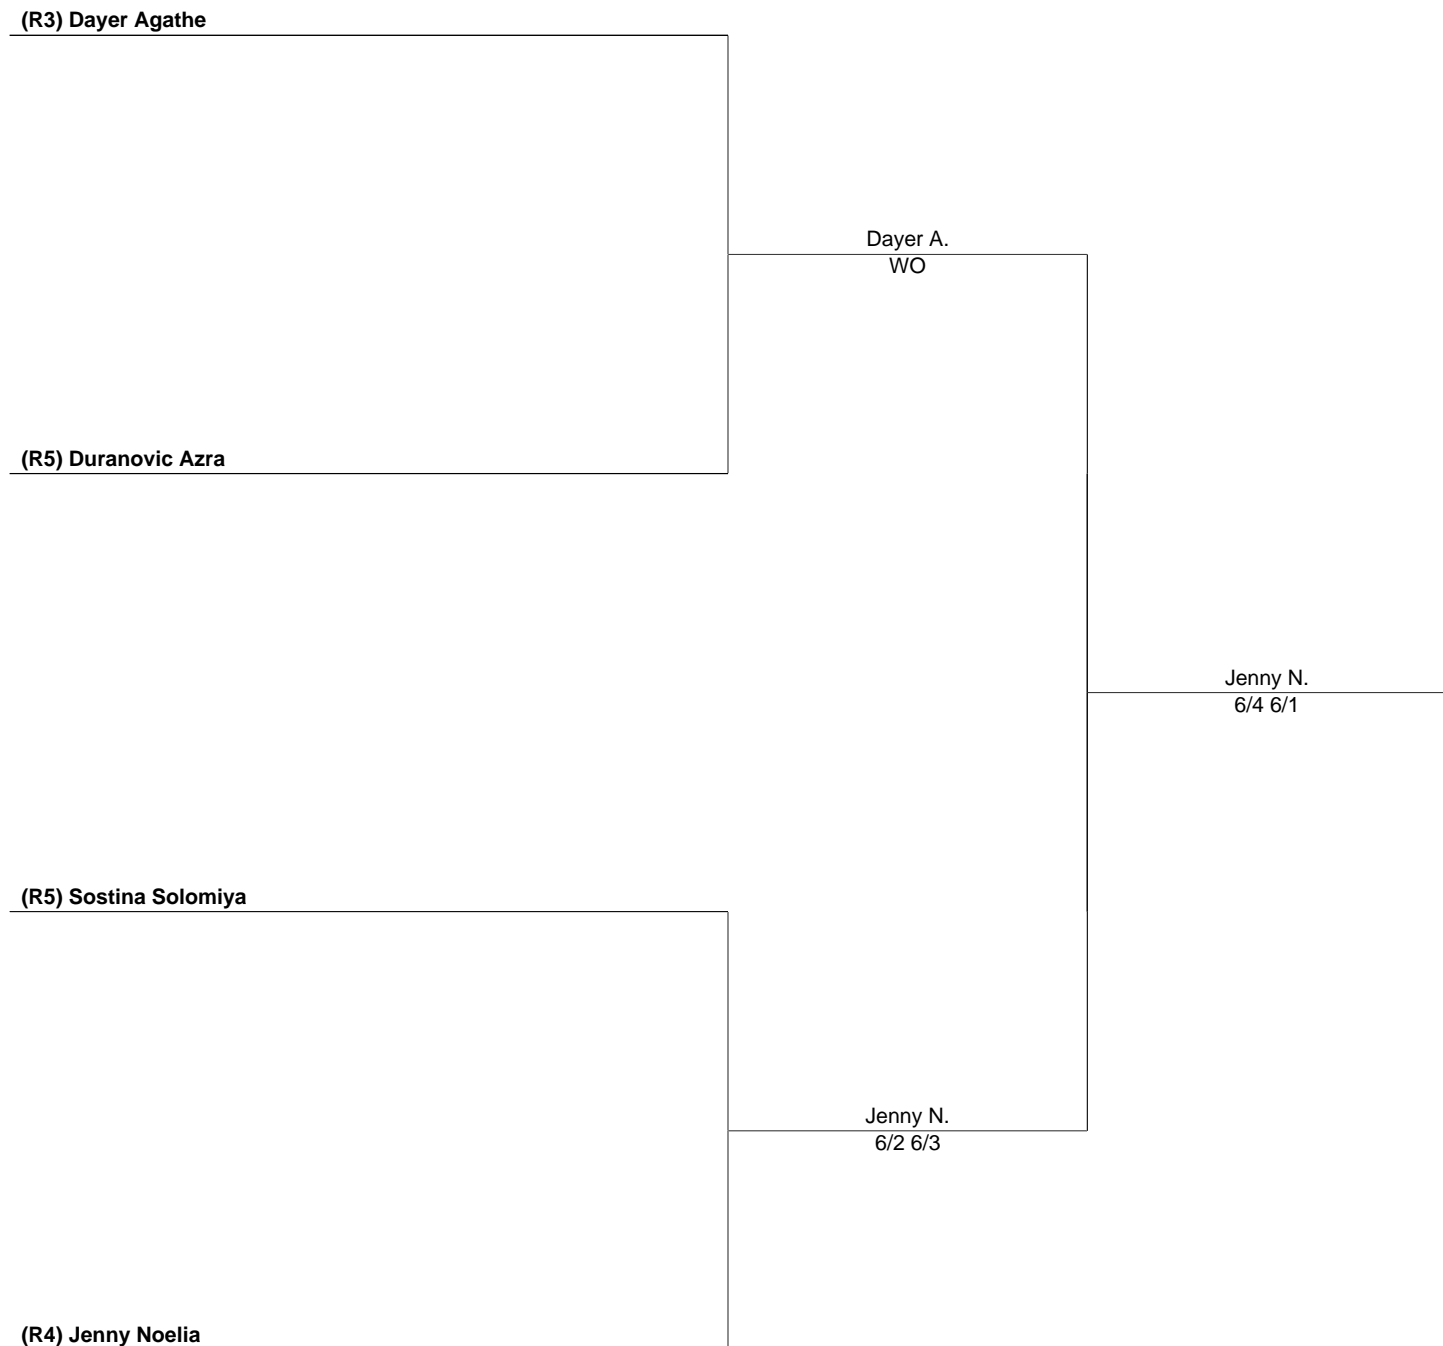 (R3) Dayer Agathe
Dayer A.
WO
(R5) Duranovic Azra
Jenny N.
6/4 6/1
(R5) Sostina Solomiya
Jenny N.
6/2 6/3
(R4) Jenny Noelia